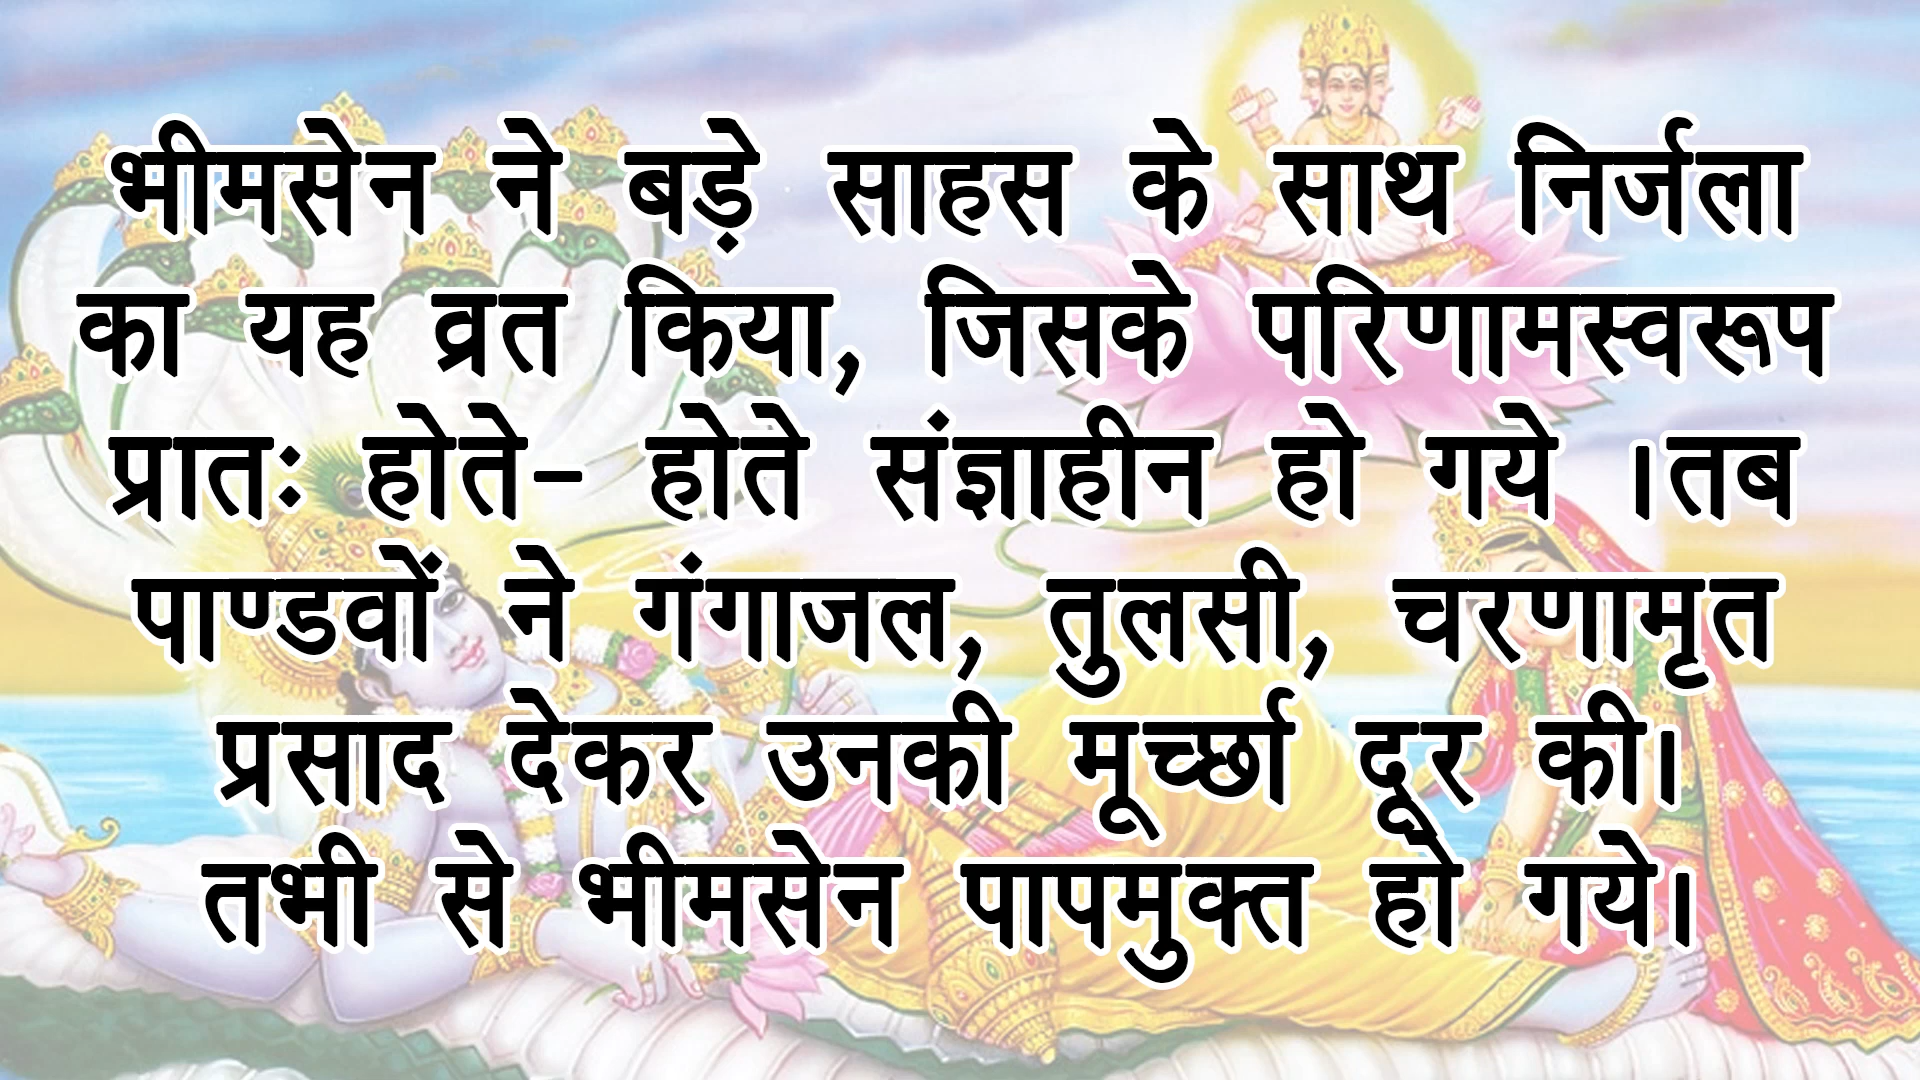 भीमसेन ने बड़े साहस के साथ निर्जला
का यह व्रत किया, जिसके परिणामस्वरूप
प्रातः होते- होते संज्ञाहीन हो गये ।तब
पाण्डवों ने गंगाजल, तुलसी, चरणामृत
प्रसाद देकर उनकी मूर्च्छा दूर की।
तभी से भीमसेन पापमुक्त हो गये।